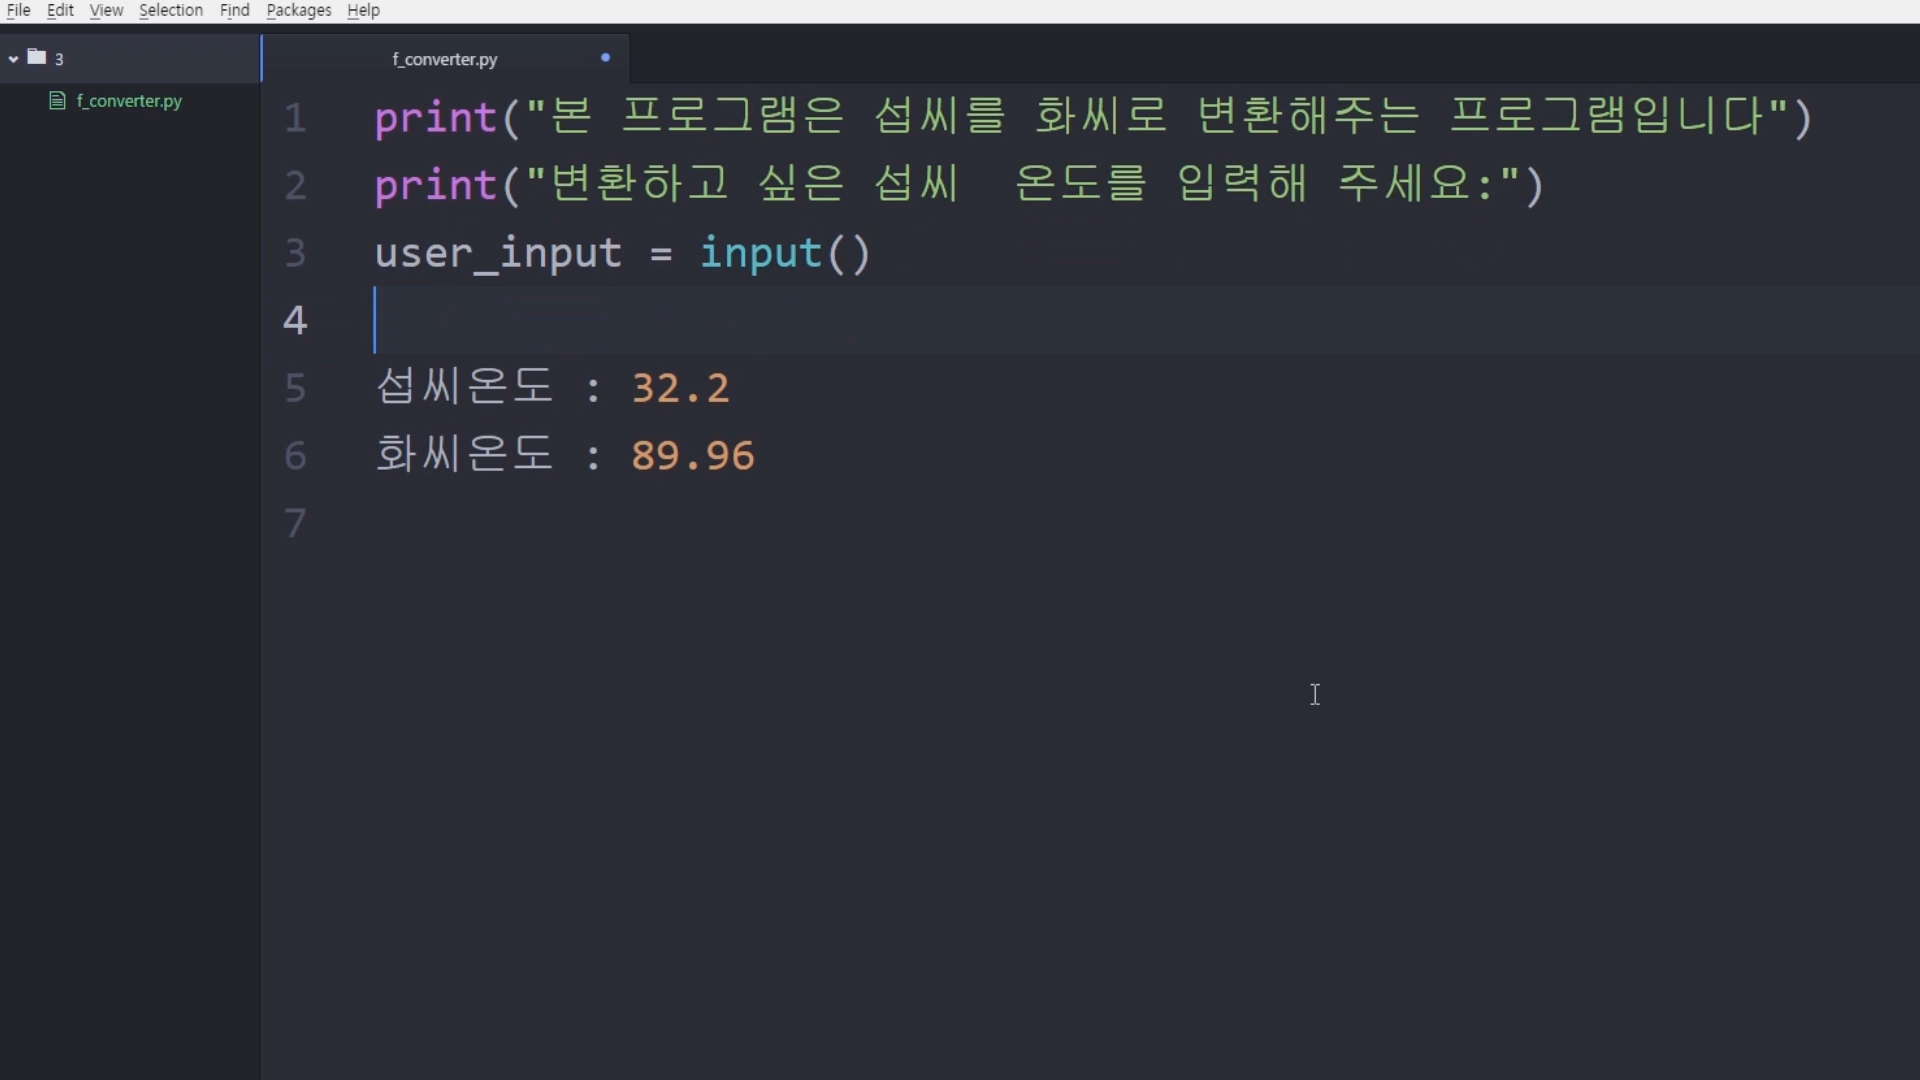 File Edit View Selection Find Packages Help
3
f_converter.py
f_converter.py
1 print("본 프로그램은 섭씨를 화씨로 변환해주는 프로그램입니다")
2 print("변환하고 싶은 섭씨  온도를 입력해 주세요:")
3 user_input = input()
4
5 섭씨온도 : 32.2
6 화씨온도 : 89.96
7